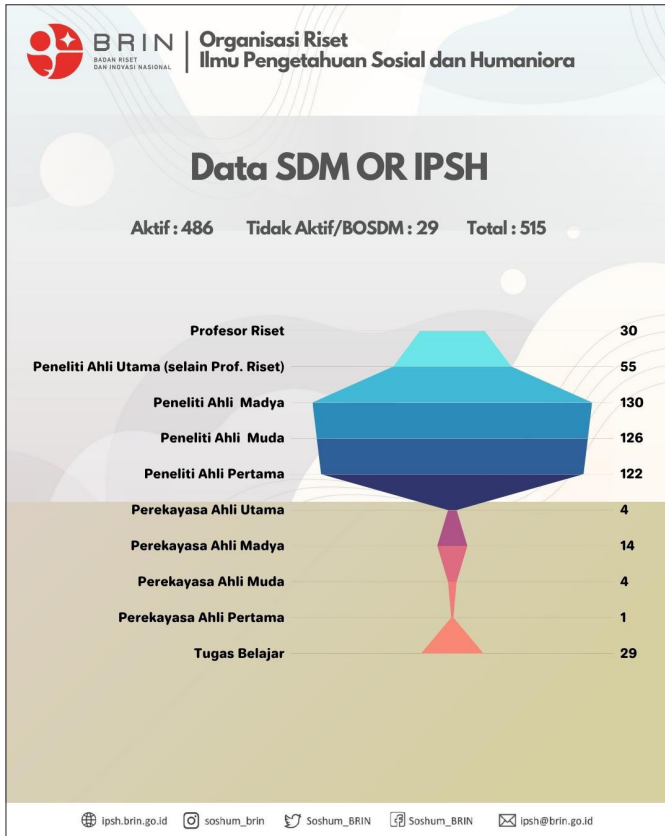 BRIN
BADAN RISET
DAN INOVASI NASIONAL
Organisasi Riset
Ilmu Pengetahuan Sosial dan Humaniora
Data SDM OR IPSH
Aktif : 486 Tidak Aktif/BOSDM : 29 Total : 515
Profesor Riset 30
Peneliti Ahli Utama (selain Prof. Riset) 55
Peneliti Ahli Madya 130
Peneliti Ahli Muda 126
Peneliti Ahli Pertama 122
Perekayasa Ahli Utama 4
Perekayasa Ahli Madya 14
Perekayasa Ahli Muda 4
Perekayasa Ahli Pertama 1
Tugas Belajar 29
ipsh.brin.go.id soshum_brin Soshum_BRIN Soshum_BRIN ipsh@brin.go.id